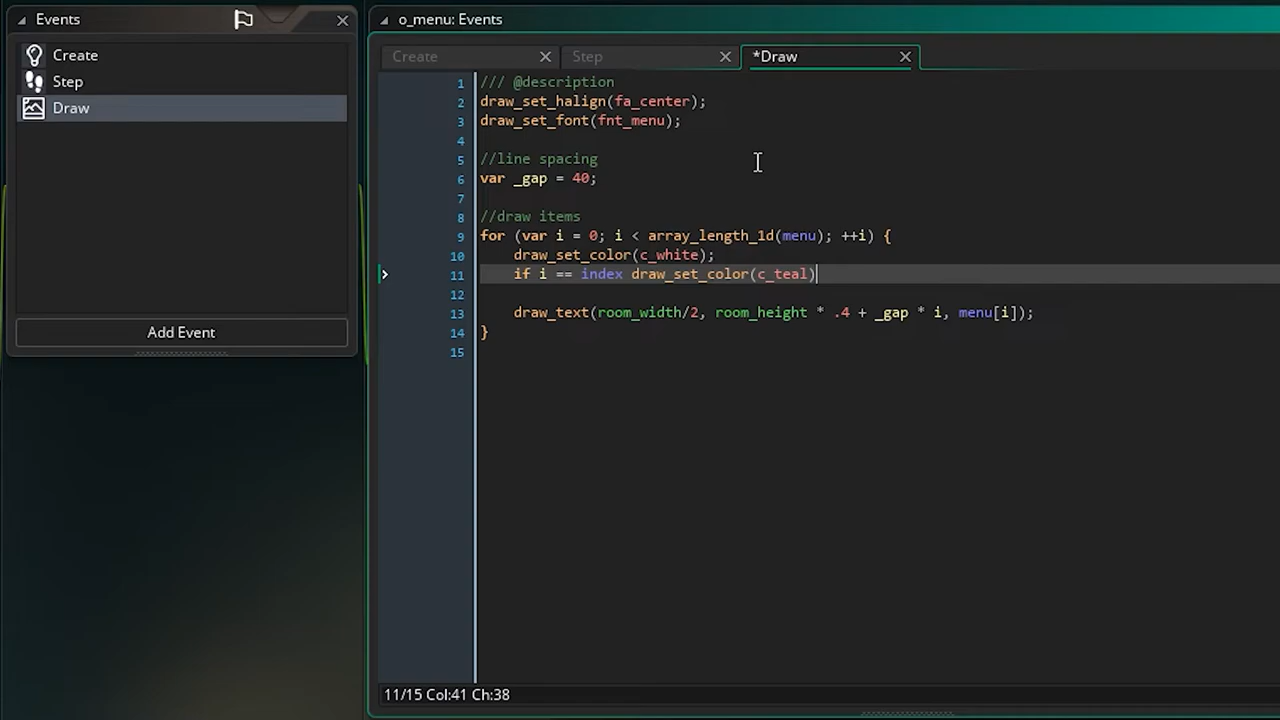 Events
Create
Step
Draw
Add Event
o_menu: Events
Create
Step
*Draw
1 /// @description
2 draw_set_halign(fa_center);
3 draw_set_font(fnt_menu);
4
5 //line spacing
6 var _gap = 40;
7
8 //draw items
9 for (var i = 0; i < array_length_1d(menu); ++i) {
10 draw_set_color(c_white);
11 if i == index draw_set_color(c_teal)
12
13 draw_text(room_width/2, room_height * .4 + _gap * i, menu[i]);
14 }
15
11/15 Col:41 Ch:38